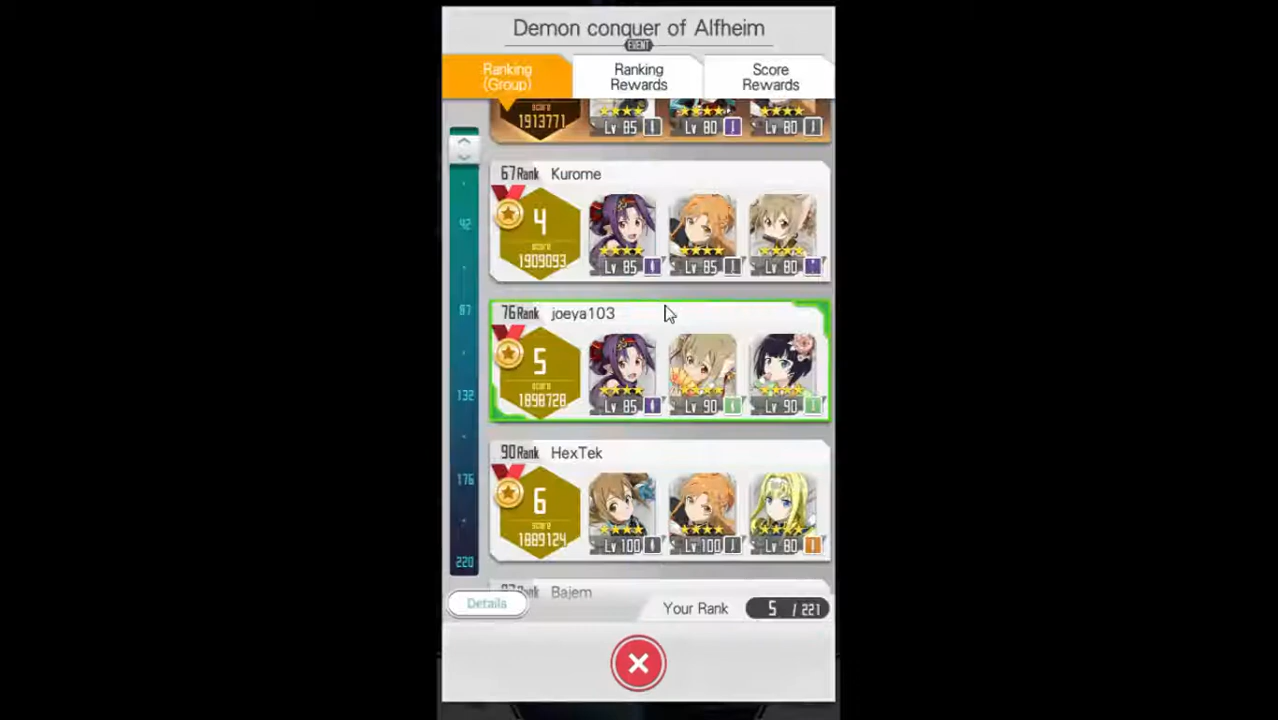 Demon conquer of Alfheim
EVENT
Ranking (Group)
Ranking Rewards
Score Rewards
score
1913771
Lv 85
Lv 80
Lv 80
67Rank Kurome
4
score
1909093
Lv 85
Lv 85
Lv 80
76Rank joeya103
5
score
1898728
Lv 85
Lv 90
Lv 90
90Rank HexTek
6
score
1889124
Lv 100
Lv 100
Lv 80
Bajem
42
87
132
176
220
Details
Your Rank 5 / 221